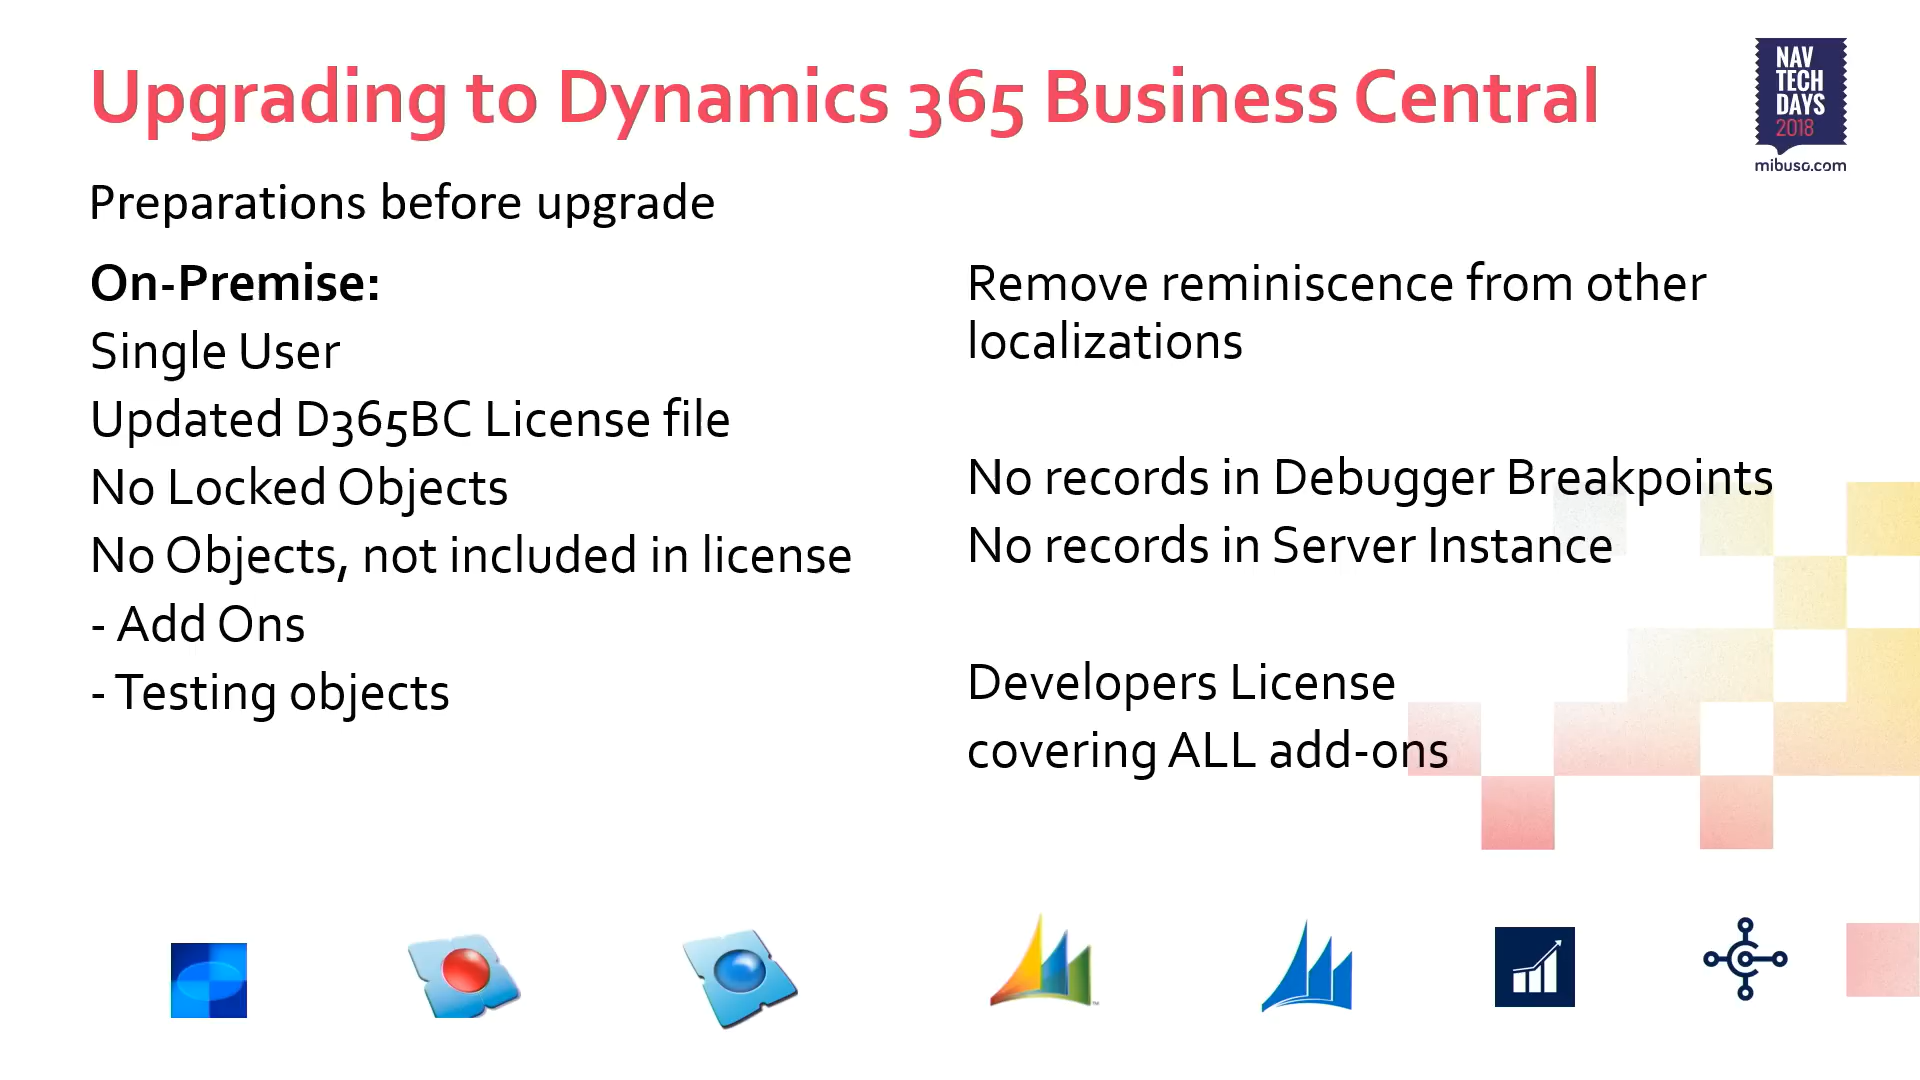 Upgrading to Dynamics 365 Business Central
NAV
TECH
DAYS
2018
mibuso.com
Preparations before upgrade
On-Premise:
Single User
Updated D365BC License file
No Locked Objects
No Objects, not included in license
- Add Ons
- Testing objects
Remove reminiscence from other
localizations
No records in Debugger Breakpoints
No records in Server Instance
Developers License
covering ALL add-ons